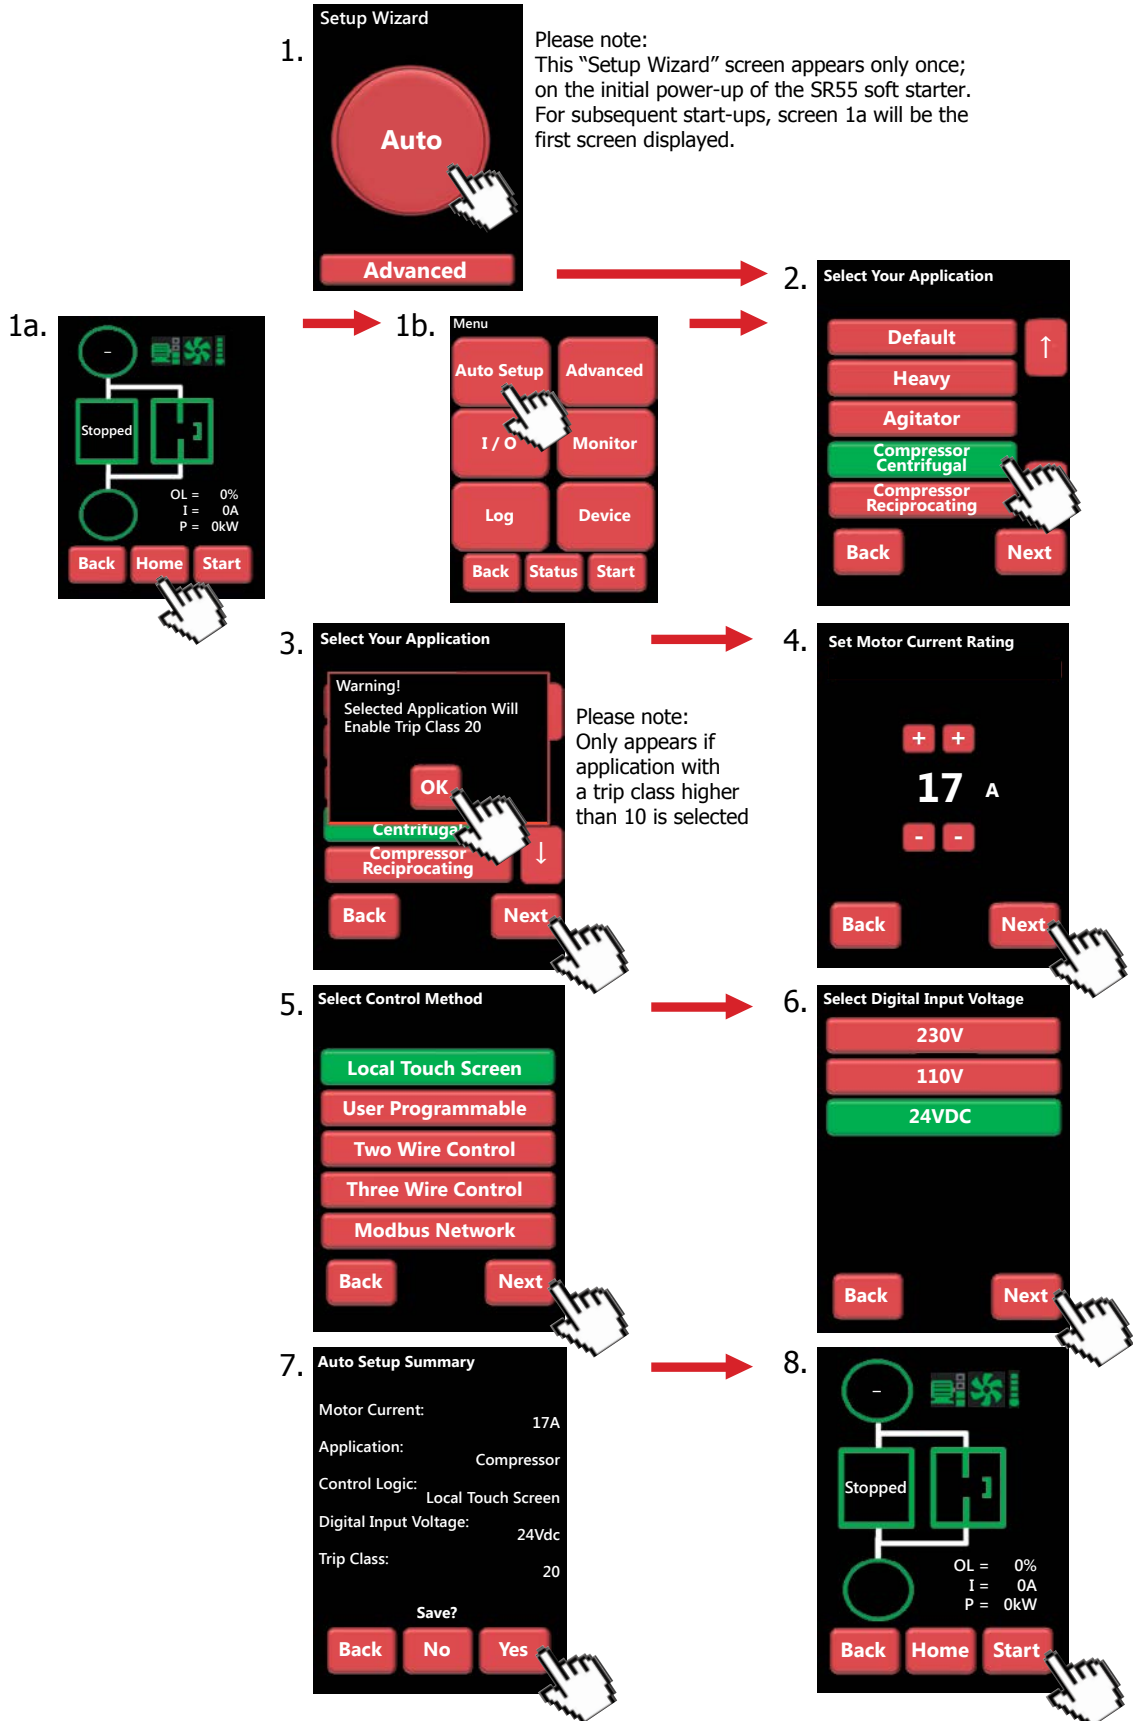 1.
Setup Wizard
Auto
Advanced
Please note:
This “Setup Wizard” screen appears only once;
on the initial power-up of the SR55 soft starter.
For subsequent start-ups, screen 1a will be the
first screen displayed.
1a.
–
Stopped
OL = 0%
I = 0A
P = 0kW
Back Home Start
1b.
Menu
Auto Setup Advanced
I / O Monitor
Log Device
Back Status Start
2.
Select Your Application
Default
↑
Heavy
Agitator
Compressor
Centrifugal
Compressor
Reciprocating
Back Next
3.
Select Your Application
Warning!
Selected Application Will
Enable Trip Class 20
OK
Centrifugal
Compressor
Reciprocating
↓
Back Next
Please note:
Only appears if
application with
a trip class higher
than 10 is selected
4.
Set Motor Current Rating
+ +
17 A
- -
Back Next
5.
Select Control Method
Local Touch Screen
User Programmable
Two Wire Control
Three Wire Control
Modbus Network
Back Next
6.
Select Digital Input Voltage
230V
110V
24VDC
Back Next
7.
Auto Setup Summary
Motor Current:
17A
Application:
Compressor
Control Logic:
Local Touch Screen
Digital Input Voltage:
24Vdc
Trip Class:
20
Save?
Back No Yes
8.
–
Stopped
OL = 0%
I = 0A
P = 0kW
Back Home Start